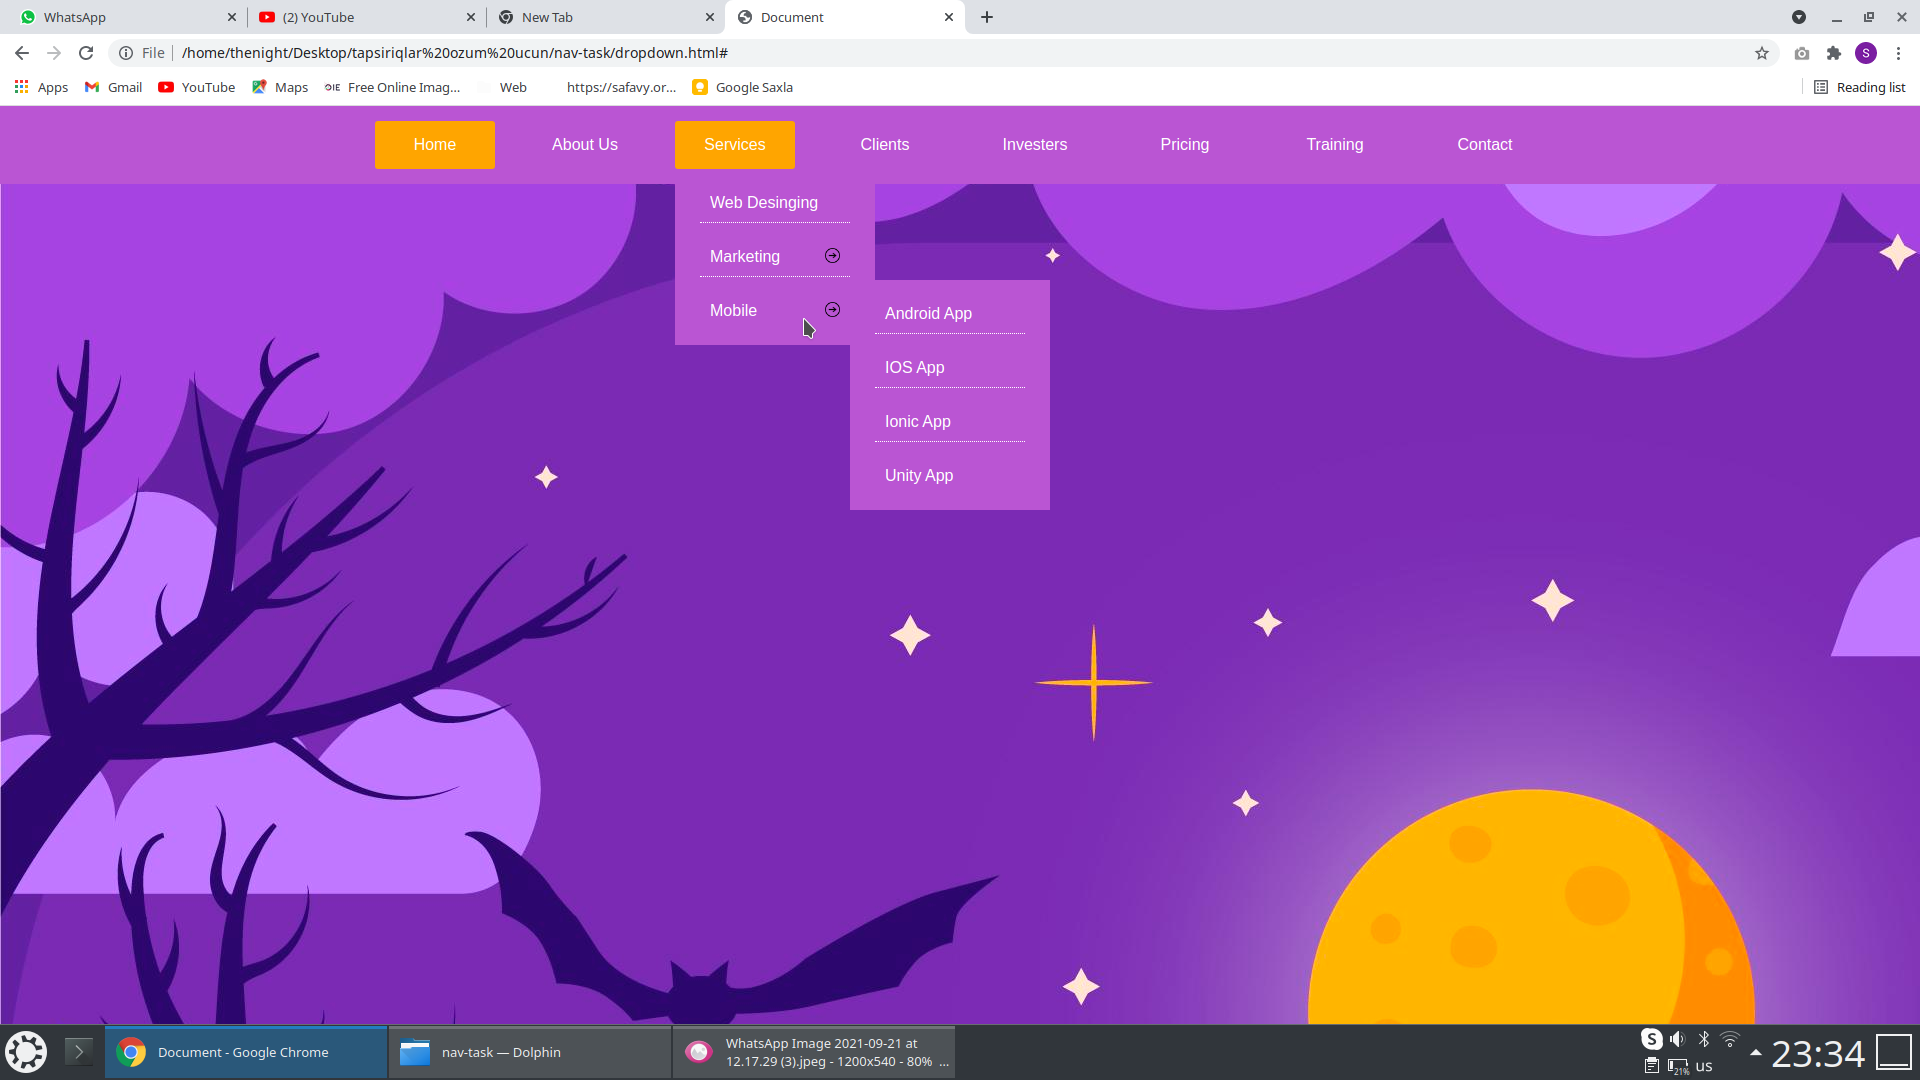 WhatsApp
(2) YouTube
New Tab
Document
File
/home/thenight/Desktop/tapsiriqlar%20ozum%20ucun/nav-task/dropdown.html#
S
Apps
Gmail
YouTube
Maps
OIE
Free Online Imag...
Web
https://safavy.or...
Google Saxla
Reading list
Home
About Us
Services
Clients
Investers
Pricing
Training
Contact
Web Desinging
Marketing
Mobile
Android App
IOS App
Ionic App
Unity App
Document - Google Chrome
nav-task — Dolphin
WhatsApp Image 2021-09-21 at
12.17.29 (3).jpeg - 1200x540 - 80% ...
S
21%
us
23:34